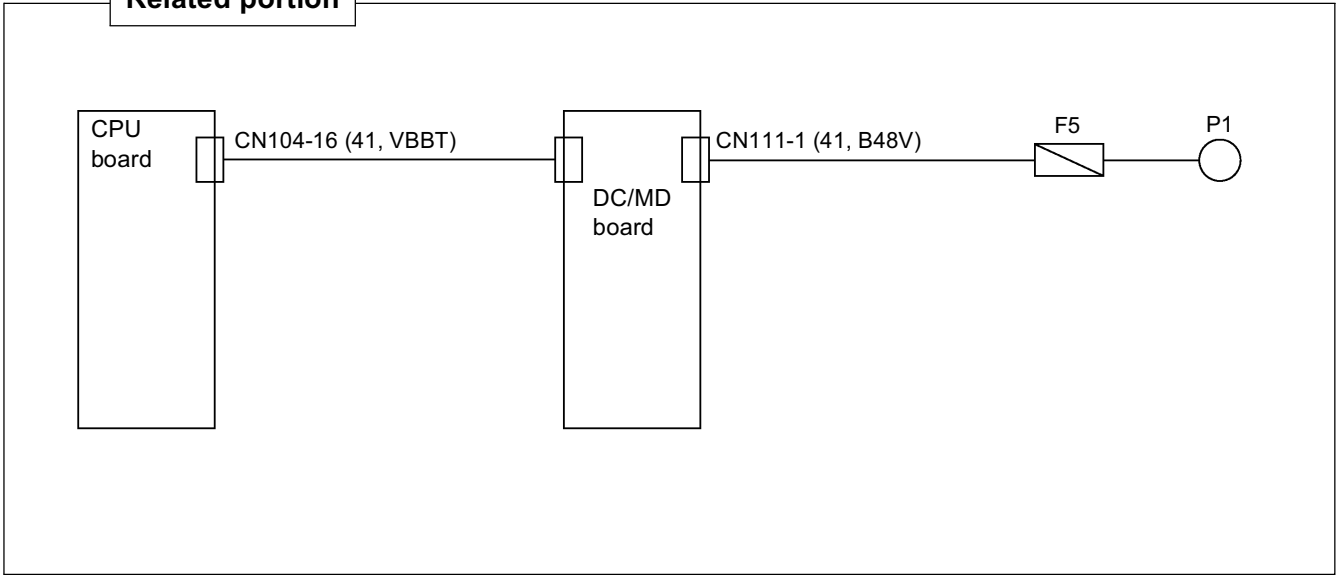 Related portion
CPU
board
CN104-16 (41, VBBT)
DC/MD
board
CN111-1 (41, B48V)
F5
P1